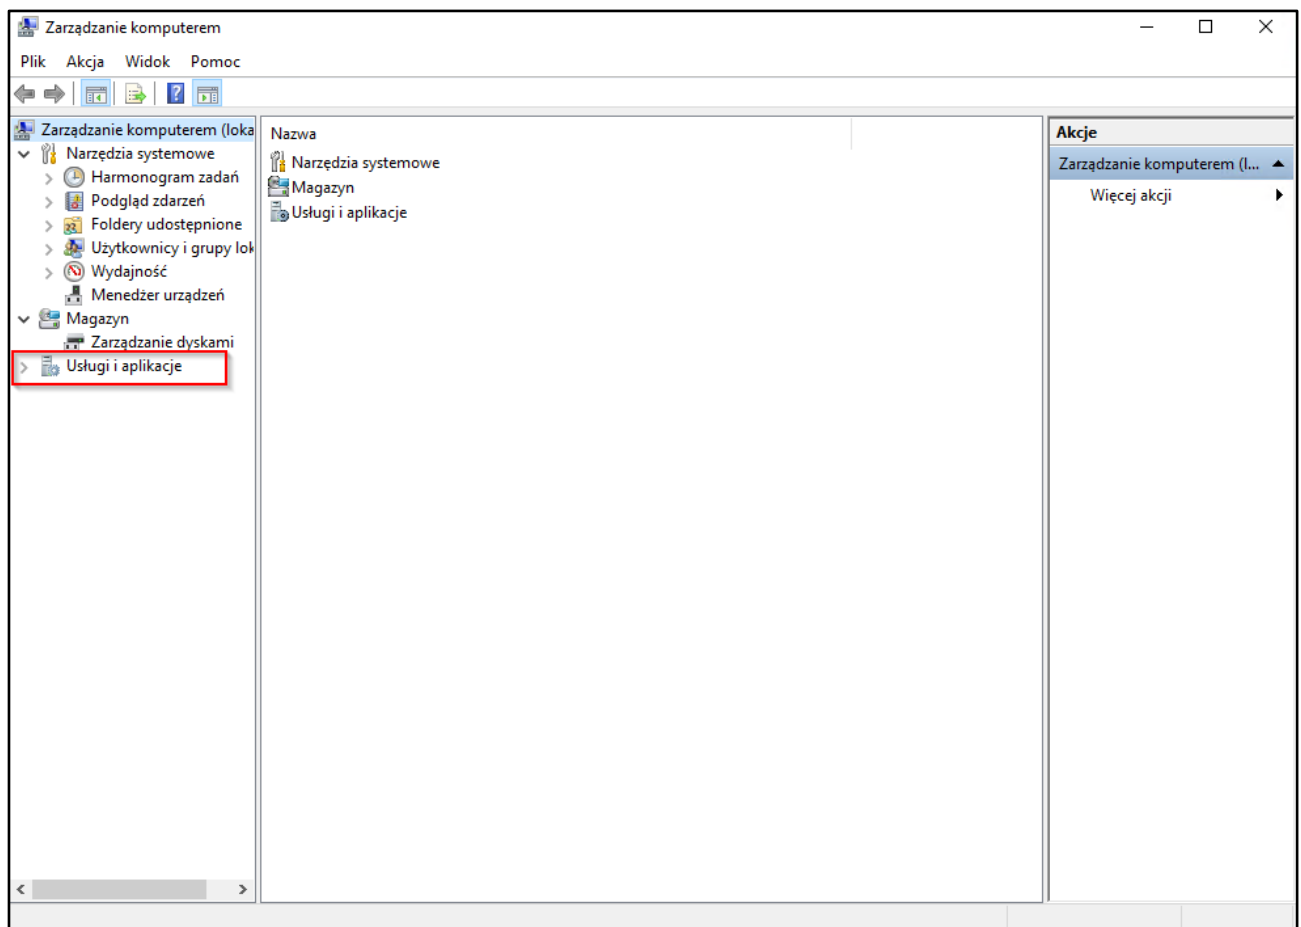 Zarządzanie komputerem
Plik Akcja Widok Pomoc
Zarządzanie komputerem (loka
Narzędzia systemowe
Harmonogram zadań
Podgląd zdarzeń
Foldery udostępnione
Użytkownicy i grupy lok
Wydajność
Menedżer urządzeń
Magazyn
Zarządzanie dyskami
Usługi i aplikacje
Nazwa
Narzędzia systemowe
Magazyn
Usługi i aplikacje
Akcje
Zarządzanie komputerem (l...
Więcej akcji